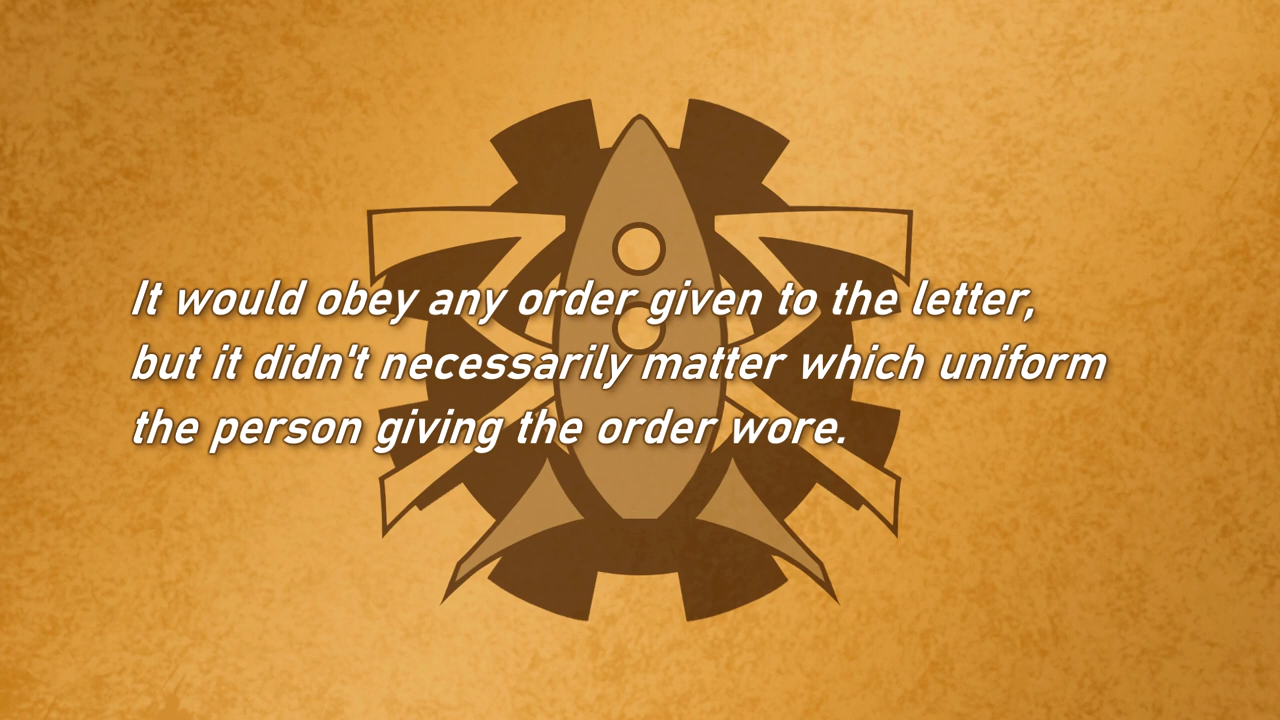 It would obey any order given to the letter,
but it didn't necessarily matter which uniform
the person giving the order wore.